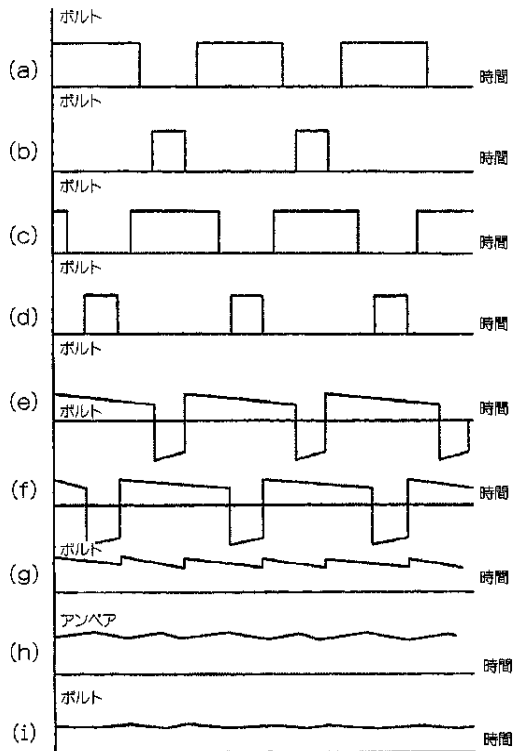 ボルト
(a)
時間
ボルト
(b)
時間
ボルト
(c)
時間
ボルト
(d)
時間
ボルト
(e)
時間
ボルト
(f)
時間
ボルト
(g)
時間
アンペア
(h)
時間
ボルト
(i)
時間